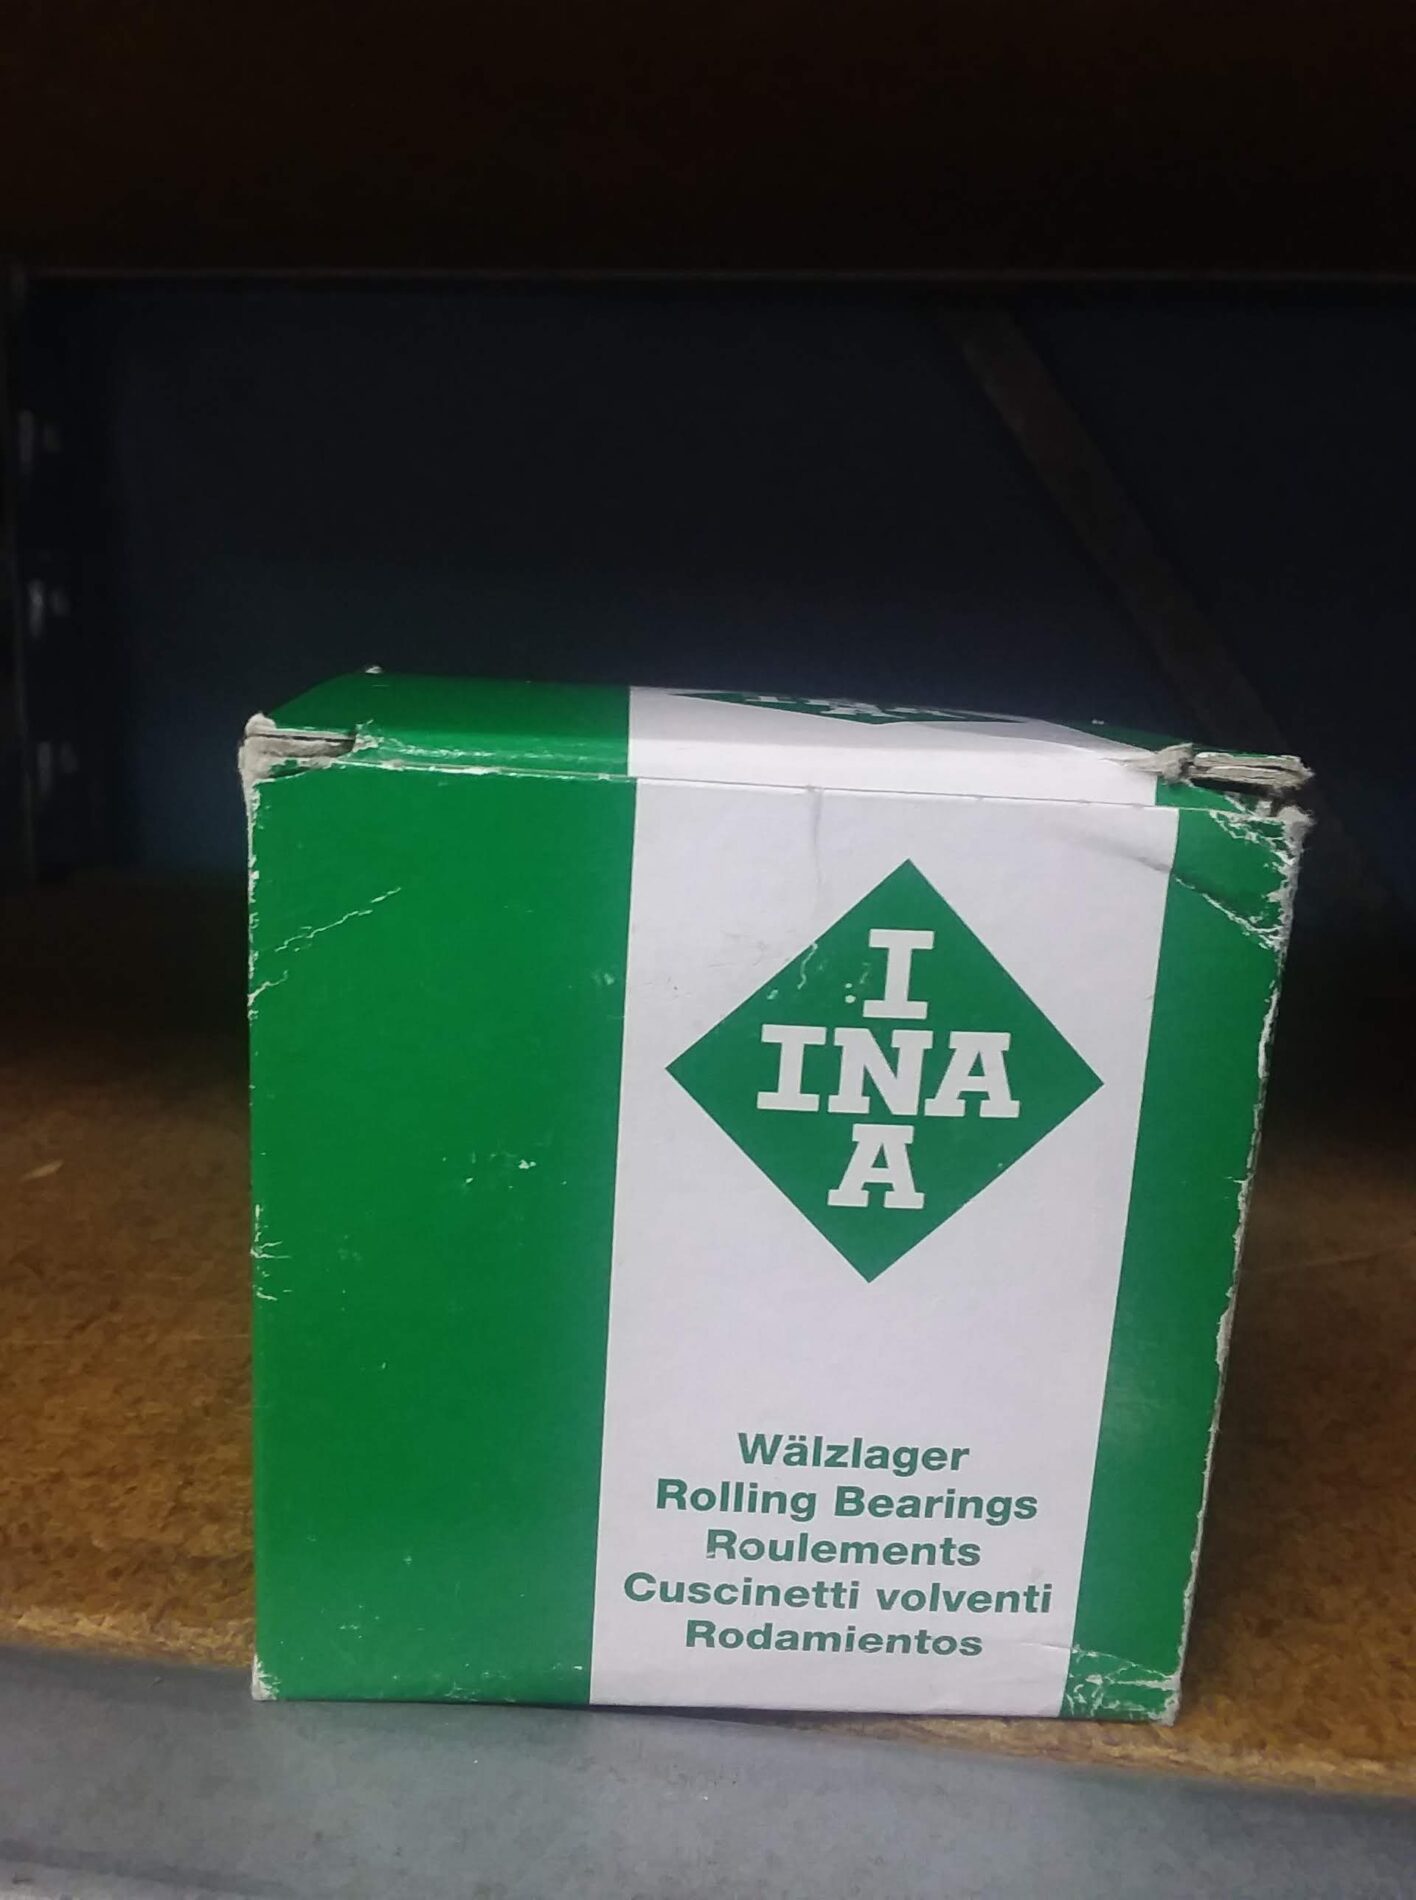 I
INA
A
Wälzlager
Rolling Bearings
Roulements
Cuscinetti volventi
Rodamientos